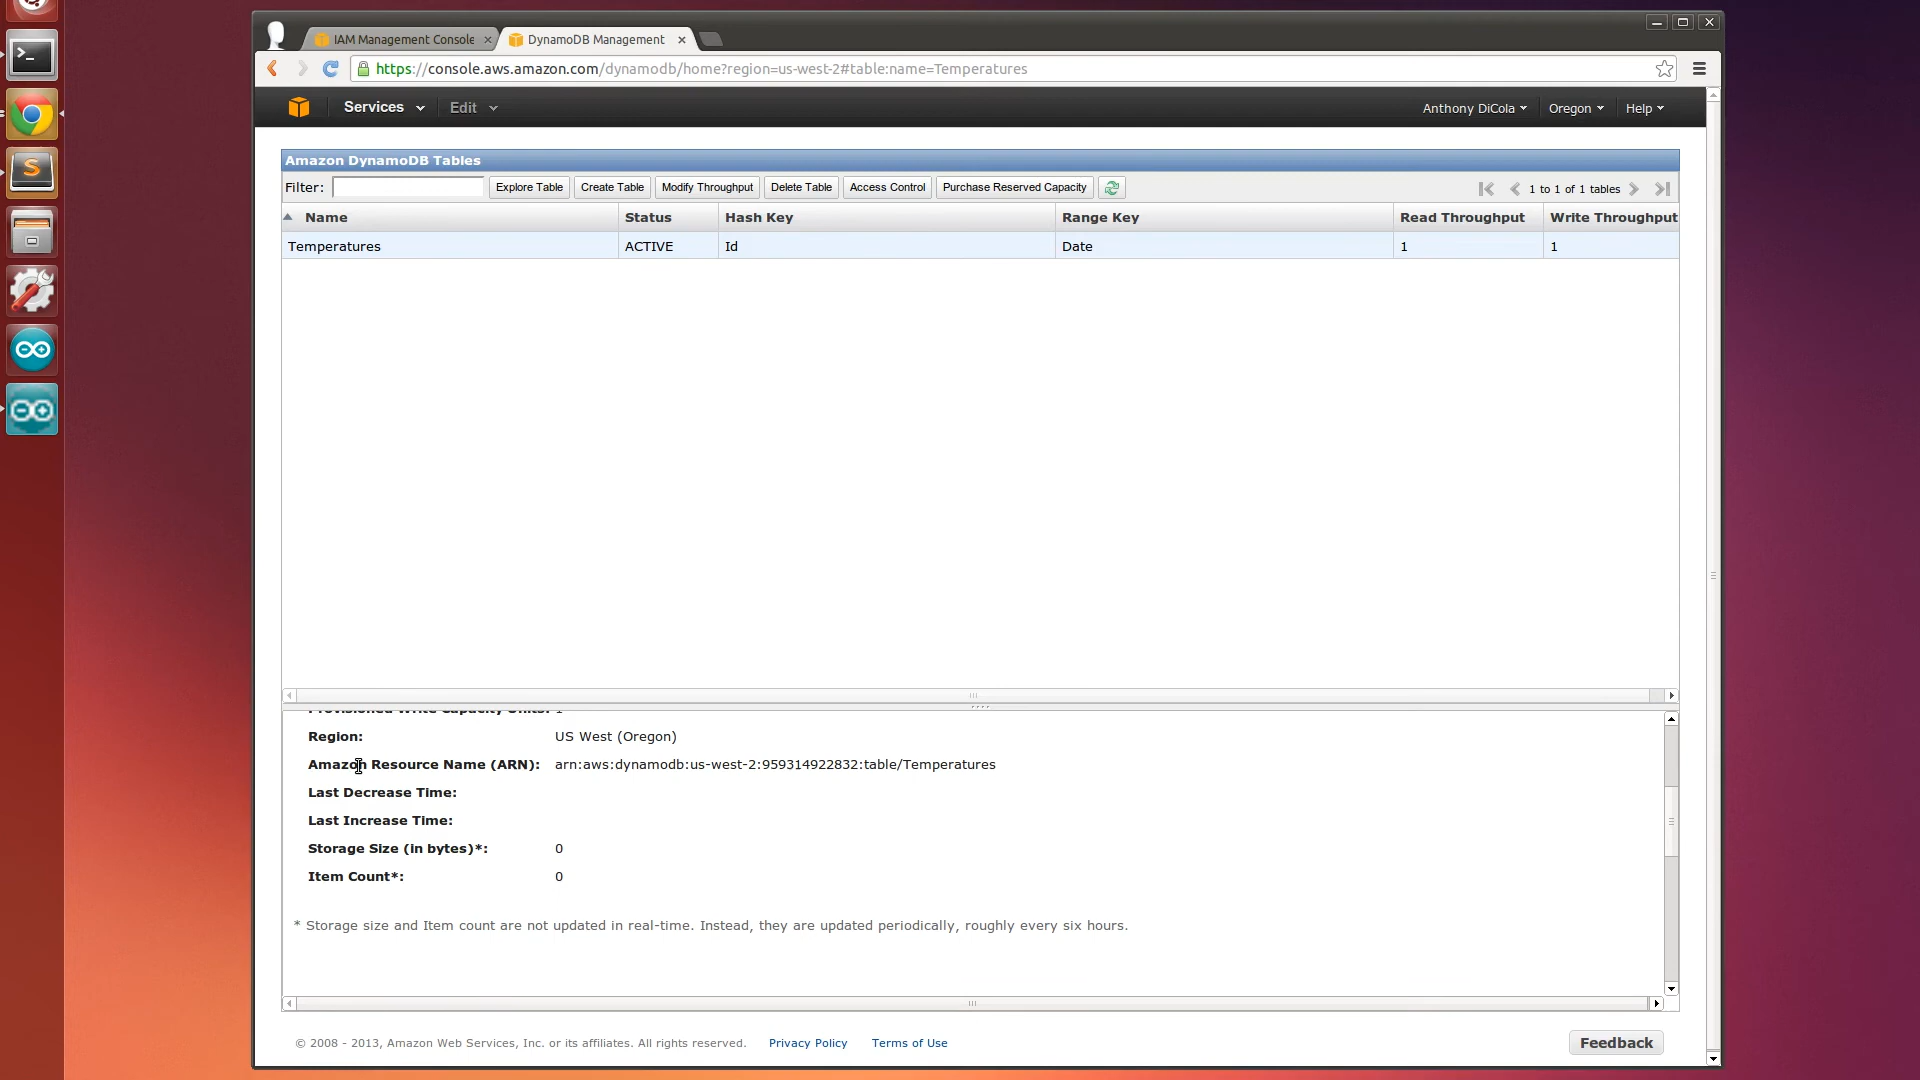 IAM Management Console
DynamoDB Management
https://console.aws.amazon.com/dynamodb/home?region=us-west-2#table:name=Temperatures
Services Edit Anthony DiCola Oregon Help
Amazon DynamoDB Tables
Filter: Explore Table Create Table Modify Throughput Delete Table Access Control Purchase Reserved Capacity 1 to 1 of 1 tables
Name Status Hash Key Range Key Read Throughput Write Throughput
Temperatures ACTIVE Id Date 1 1
Provisioned Write Capacity Units: 1
Region: US West (Oregon)
Amazon Resource Name (ARN): arn:aws:dynamodb:us-west-2:959314922832:table/Temperatures
Last Decrease Time:
Last Increase Time:
Storage Size (in bytes)*: 0
Item Count*: 0
* Storage size and Item count are not updated in real-time. Instead, they are updated periodically, roughly every six hours.
© 2008 - 2013, Amazon Web Services, Inc. or its affiliates. All rights reserved. Privacy Policy Terms of Use Feedback